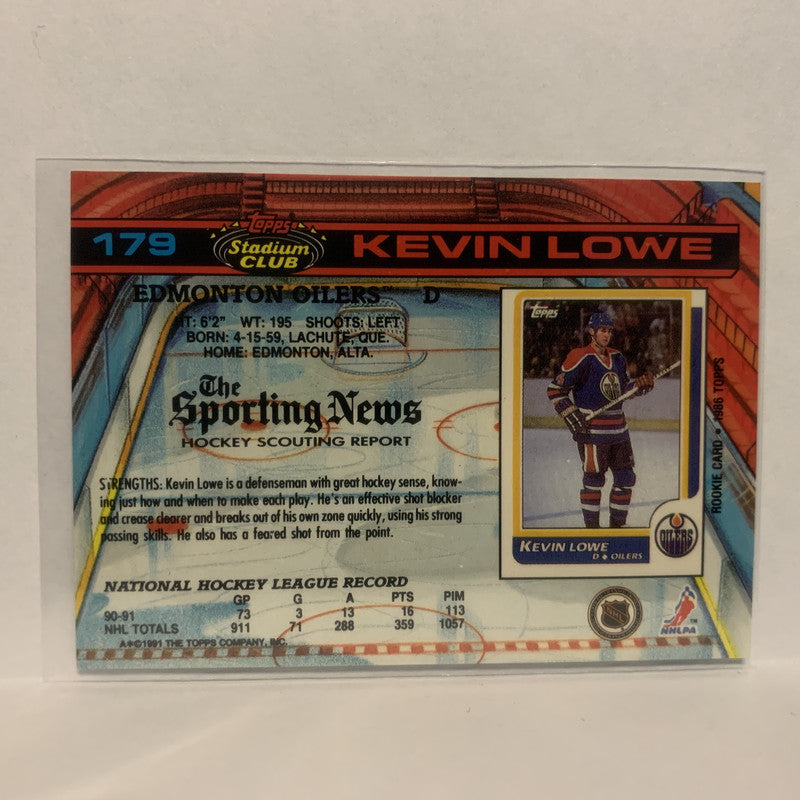 179
Topps
Stadium
CLUB
KEVIN LOWE
EDMONTON OILERS™ D
HT: 6'2" WT: 195 SHOOTS: LEFT
BORN: 4-15-59, LACHUTE, QUE.
HOME: EDMONTON, ALTA.
The
Sporting News
HOCKEY SCOUTING REPORT
STRENGTHS: Kevin Lowe is a defenseman with great hockey sense, know-
ing just how and when to make each play. He's an effective shot blocker
and crease clearer and breaks out of his own zone quickly, using his strong
passing skills. He also has a feared shot from the point.
NATIONAL HOCKEY LEAGUE RECORD
GP G A PTS PIM
90-91 73 3 13 16 113
NHL TOTALS 911 71 288 359 1057
A✱©1991 THE TOPPS COMPANY, INC.
Topps
OILERS
KEVIN LOWE
D ◆ OILERS
ROOKIE CARD • 1986 TOPPS
NHL
NHLPA™